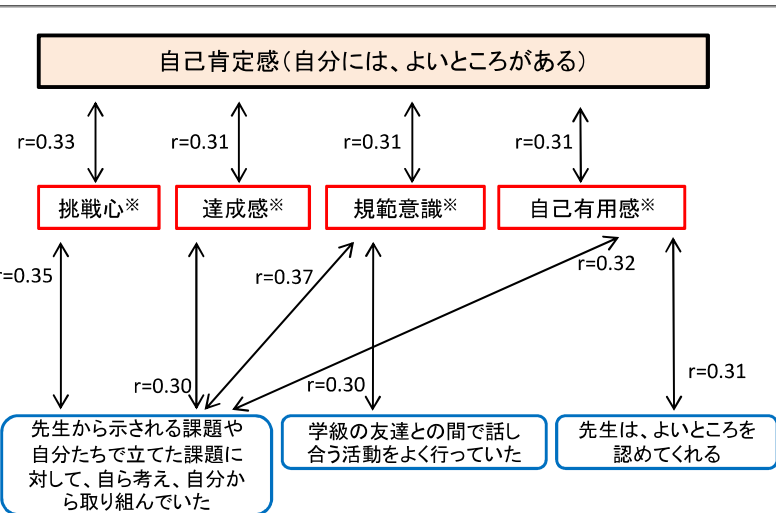 自己肯定感(自分には、よいところがある)
r=0.33
r=0.31
r=0.31
r=0.31
挑戦心※
達成感※
規範意識※
自己有用感※
r=0.35
r=0.37
r=0.32
r=0.30
r=0.30
r=0.31
先生から示される課題や
自分たちで立てた課題に
対して、自ら考え、自分か
ら取り組んでいた
学級の友達との間で話し
合う活動をよく行っていた
先生は、よいところを
認めてくれる